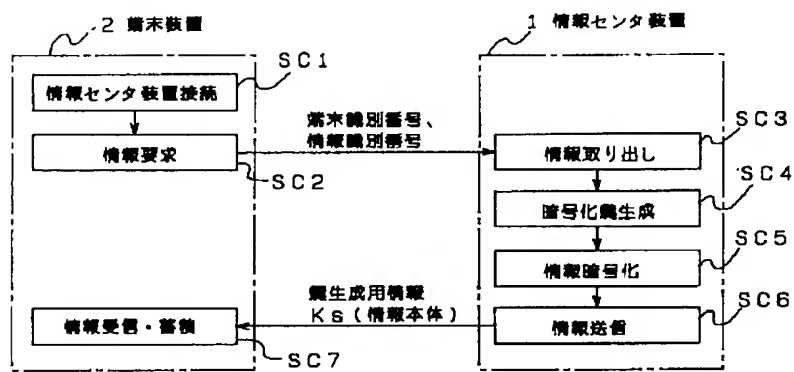 2 端末装置
1 情報センタ装置
SC1
情報センタ装置接続
端末識別番号、
情報識別番号
SC3
情報要求
情報取り出し
SC2
SC4
暗号化鍵生成
SC5
情報暗号化
鍵生成用情報
Ks(情報本体)
SC6
情報受信・蓄積
情報送信
SC7